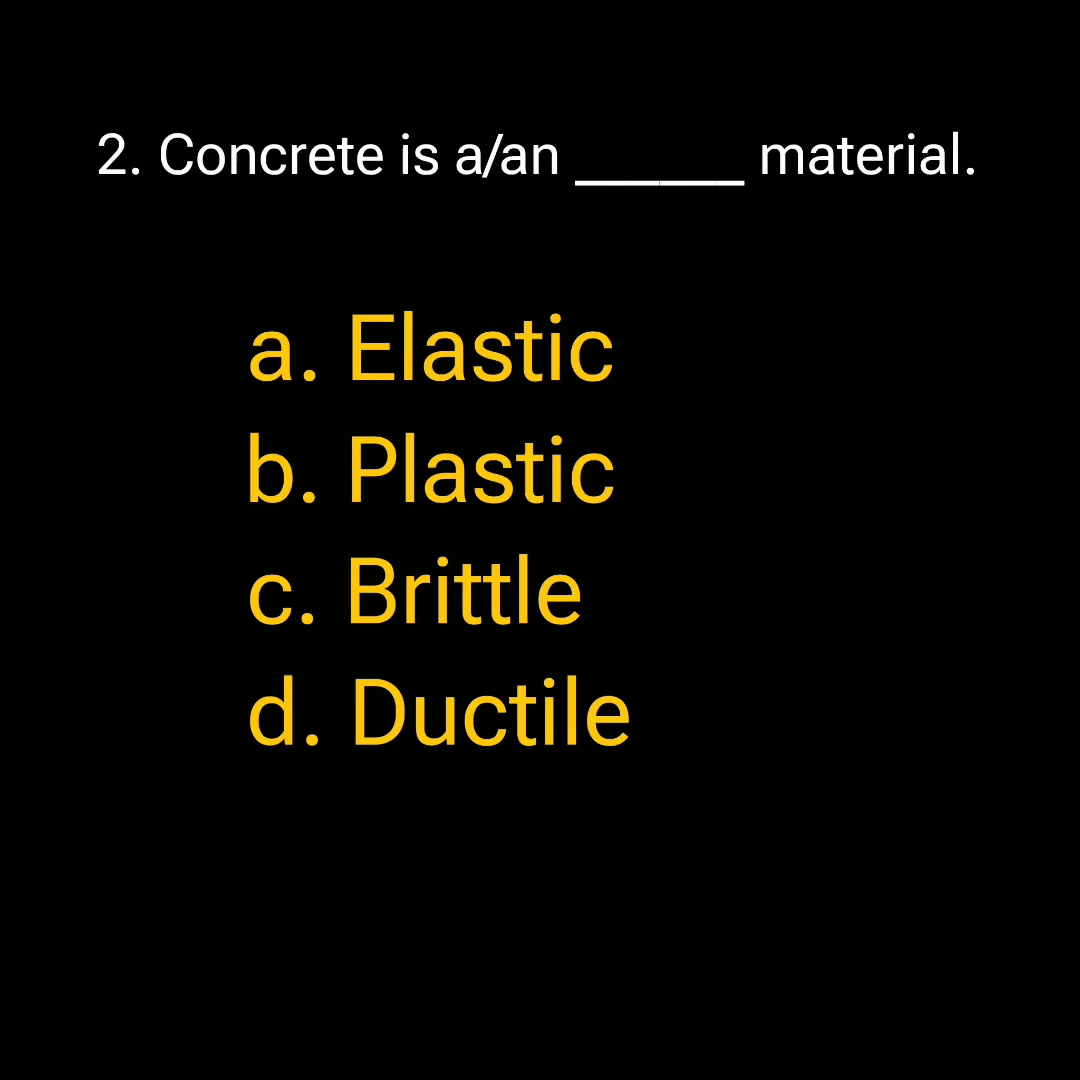 2. Concrete is a/an ______ material.
a. Elastic
b. Plastic
c. Brittle
d. Ductile